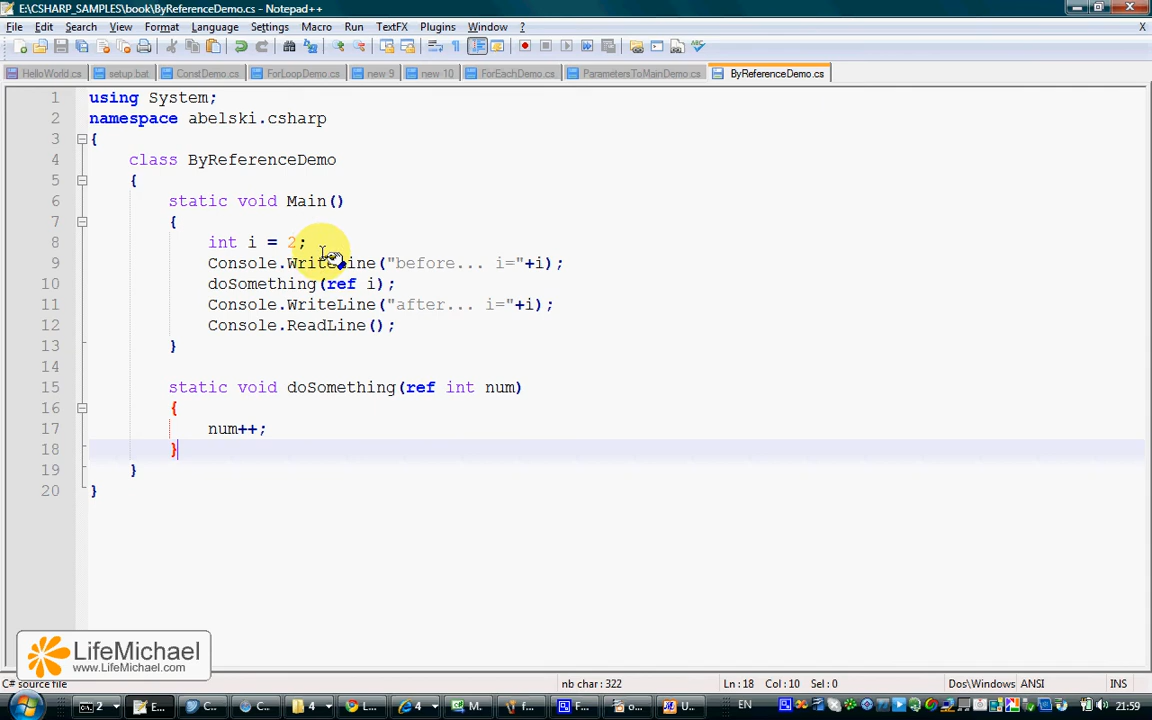 E:\CSHARP_SAMPLES\book\ByReferenceDemo.cs - Notepad++
File Edit Search View Format Language Settings Macro Run TextFX Plugins Window ? X
HelloWorld.cs setup.bat ConstDemo.cs ForLoopDemo.cs new 9 new 10 ForEachDemo.cs ParametersToMainDemo.cs ByReferenceDemo.cs
1 using System;
2 namespace abelski.csharp
3 {
4 class ByReferenceDemo
5 {
6 static void Main()
7 {
8 int i = 2;
9 Console.WriteLine("before... i="+i);
10 doSomething(ref i);
11 Console.WriteLine("after... i="+i);
12 Console.ReadLine();
13 }
14
15 static void doSomething(ref int num)
16 {
17 num++;
18 }
19 }
20 }
LifeMichael
www.LifeMichael.com
C# source file nb char : 322 Ln : 18 Col : 10 Sel : 0 Dos\Windows ANSI INS
2 E... C... C... 4 L... 4 M... f... F... o... U... EN 21:59